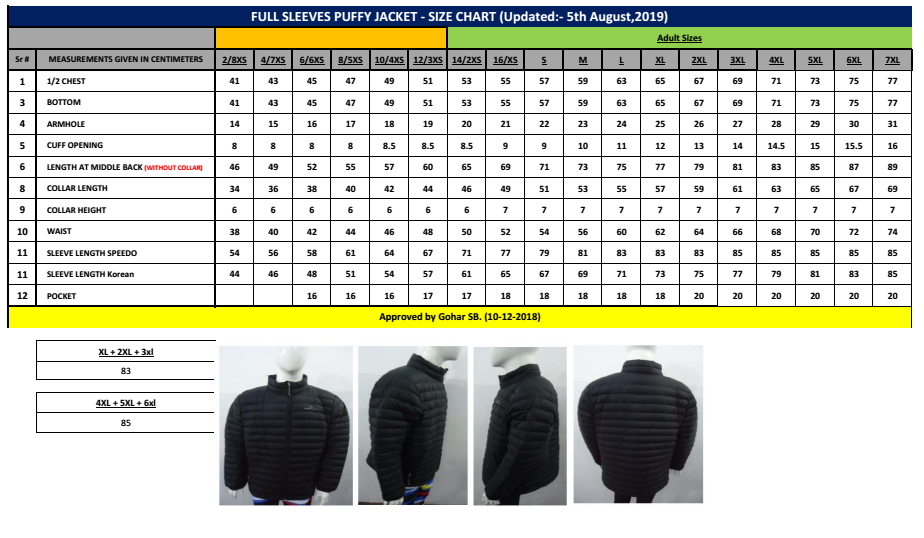 FULL SLEEVES PUFFY JACKET - SIZE CHART (Updated:- 5th August,2019)
Adult Sizes
Sr # MEASUREMENTS GIVEN IN CENTIMETERS 2/8XS 4/7XS 6/6XS 8/5XS 10/4XS 12/3XS 14/2XS 16/XS S M L XL 2XL 3XL 4XL 5XL 6XL 7XL
1 1/2 CHEST 41 43 45 47 49 51 53 55 57 59 63 65 67 69 71 73 75 77
3 BOTTOM 41 43 45 47 49 51 53 55 57 59 63 65 67 69 71 73 75 77
4 ARMHOLE 14 15 16 17 18 19 20 21 22 23 24 25 26 27 28 29 30 31
5 CUFF OPENING 8 8 8 8 8.5 8.5 8.5 9 9 10 11 12 13 14 14.5 15 15.5 16
6 LENGTH AT MIDDLE BACK (WITHOUT COLLAR) 46 49 52 55 57 60 65 69 71 73 75 77 79 81 83 85 87 89
8 COLLAR LENGTH 34 36 38 40 42 44 46 49 51 53 55 57 59 61 63 65 67 69
9 COLLAR HEIGHT 6 6 6 6 6 6 6 7 7 7 7 7 7 7 7 7 7 7
10 WAIST 38 40 42 44 46 48 50 52 54 56 60 62 64 66 68 70 72 74
11 SLEEVE LENGTH SPEEDO 54 56 58 61 64 67 71 77 79 81 83 83 83 85 85 85 85 85
11 SLEEVE LENGTH Korean 44 46 48 51 54 57 61 65 67 69 71 73 75 77 79 81 83 85
12 POCKET 16 16 16 17 17 18 18 18 18 18 20 20 20 20 20 20
Approved by Gohar SB. (10-12-2018)
XL + 2XL + 3xl
83
4XL + 5XL + 6xl
85